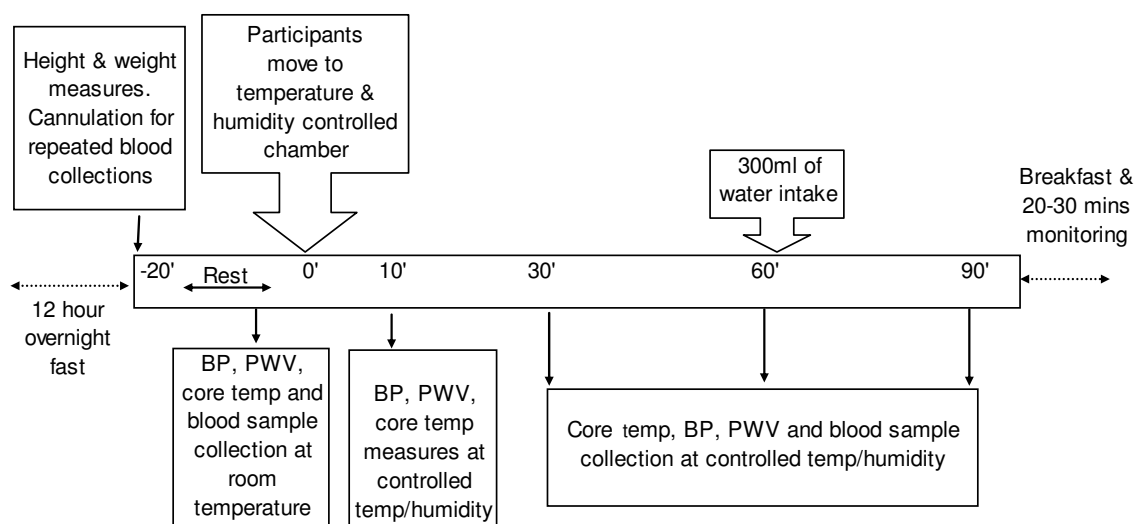 Height & weight
measures.
Cannulation for
repeated blood
collections
Participants
move to
temperature &
humidity controlled
chamber
300ml of
water intake
Breakfast &
20-30 mins
monitoring
-20'
Rest
0'
10'
30'
60'
90'
12 hour
overnight
fast
BP, PWV,
core temp and
blood sample
collection at
room
temperature
BP, PWV,
core temp
measures at
controlled
temp/humidity
Core temp, BP, PWV and blood sample
collection at controlled temp/humidity